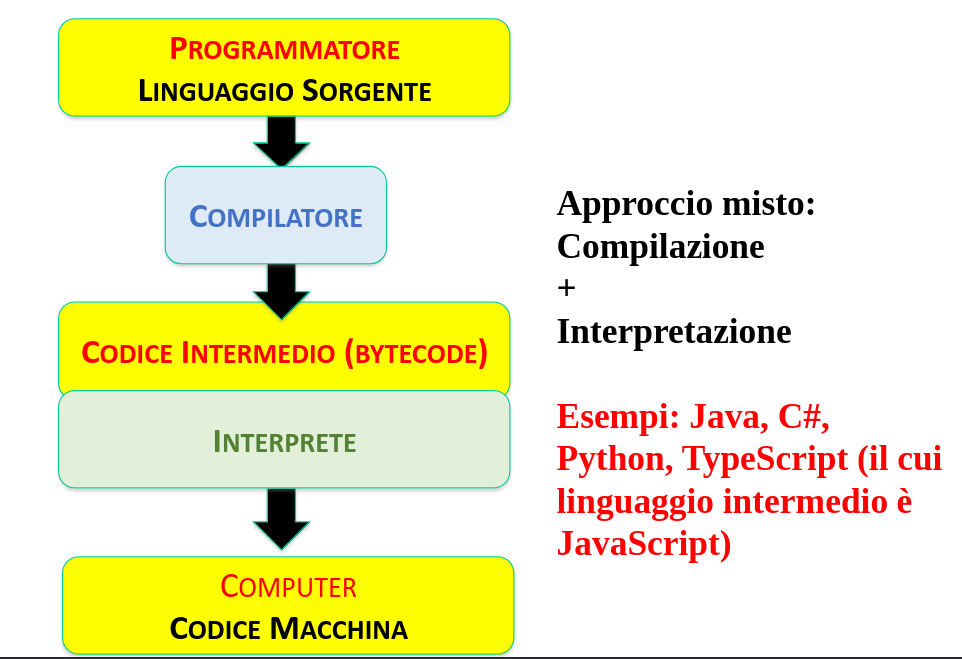 PROGRAMMATORE
LINGUAGGIO SORGENTE
COMPILATORE
CODICE INTERMEDIO (BYTECODE)
INTERPRETE
COMPUTER
CODICE MACCHINA
Approccio misto:
Compilazione
+
Interpretazione
Esempi: Java, C#,
Python, TypeScript (il cui
linguaggio intermedio è
JavaScript)